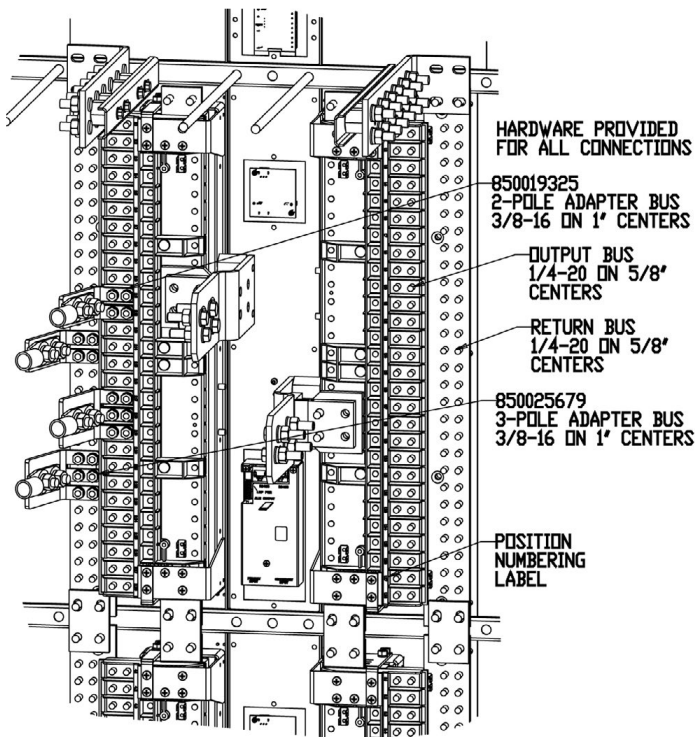 HARDWARE PROVIDED
FOR ALL CONNECTIONS
850019325
2-POLE ADAPTER BUS
3/8-16 ON 1" CENTERS
OUTPUT BUS
1/4-20 ON 5/8"
CENTERS
RETURN BUS
1/4-20 ON 5/8"
CENTERS
850025679
3-POLE ADAPTER BUS
3/8-16 ON 1" CENTERS
POSITION
NUMBERING
LABEL